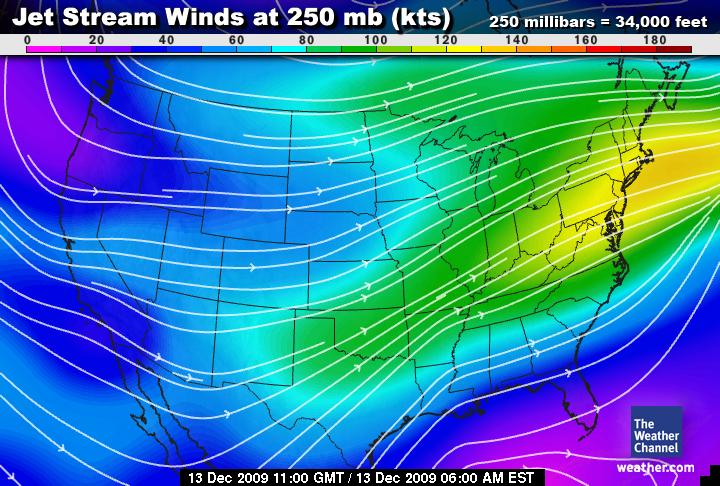 Jet Stream Winds at 250 mb (kts)
250 millibars = 34,000 feet
0 20 40 60 80 100 120 140 160 180
The
Weather
Channel
weather.com
13 Dec 2009 11:00 GMT / 13 Dec 2009 06:00 AM EST